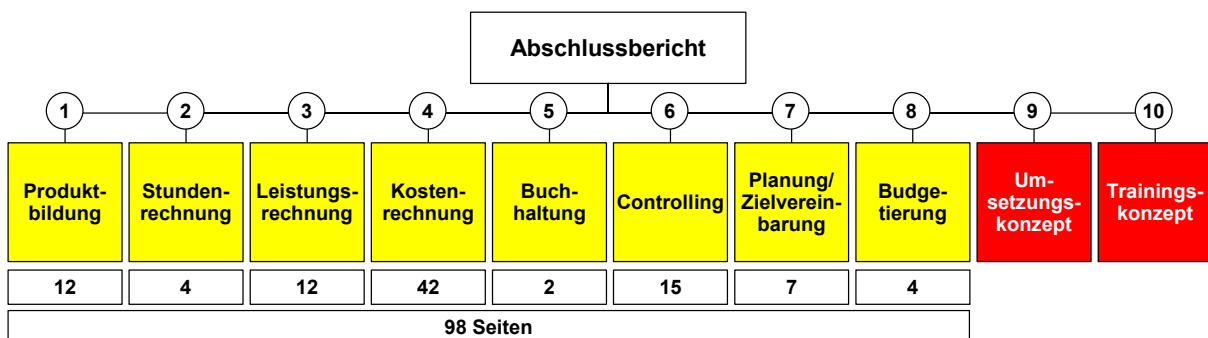 Abschlussbericht
1 2 3 4 5 6 7 8 9 10
Produkt-
bildung
Stunden-
rechnung
Leistungs-
rechnung
Kosten-
rechnung
Buch-
haltung
Controlling
Planung/
Zielverein-
barung
Budge-
tierung
Um-
setzungs-
konzept
Trainings-
konzept
12 4 12 42 2 15 7 4
98 Seiten